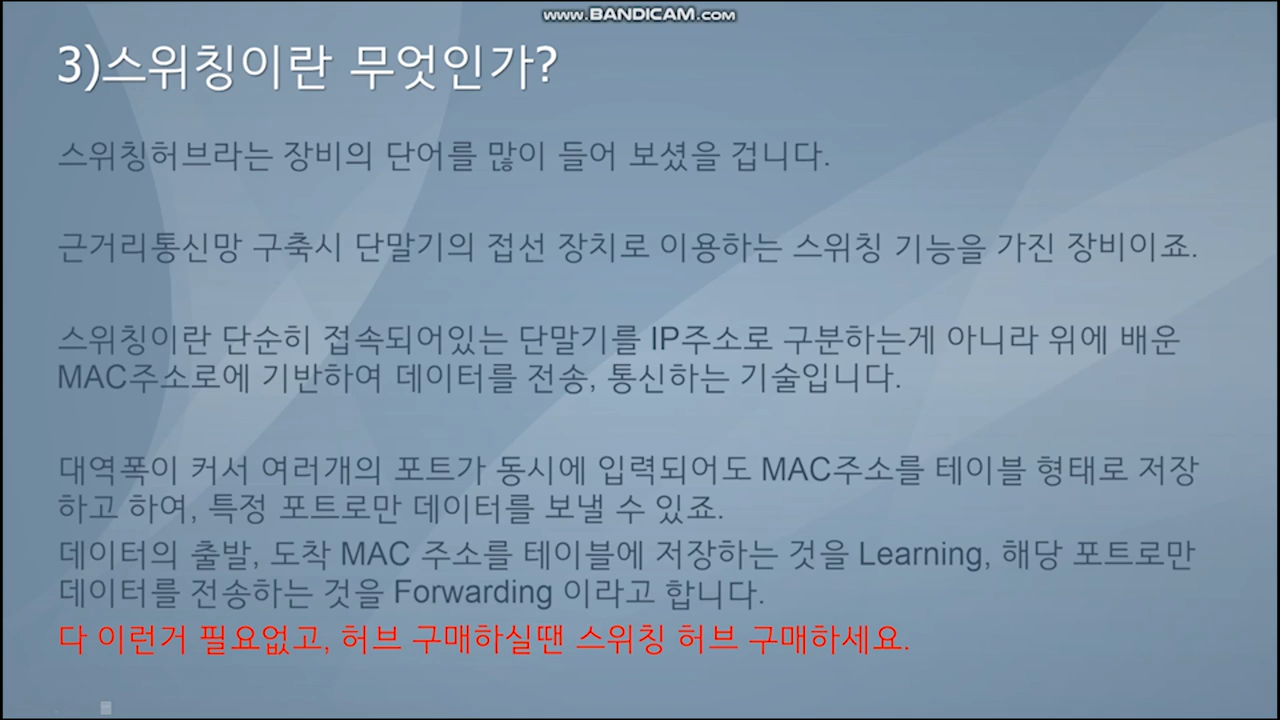 www.BANDICAM.com
3)스위칭이란 무엇인가?
스위칭허브라는 장비의 단어를 많이 들어 보셨을 겁니다.
근거리통신망 구축시 단말기의 접선 장치로 이용하는 스위칭 기능을 가진 장비이죠.
스위칭이란 단순히 접속되어있는 단말기를 IP주소로 구분하는게 아니라 위에 배운
MAC주소로에 기반하여 데이터를 전송, 통신하는 기술입니다.
대역폭이 커서 여러개의 포트가 동시에 입력되어도 MAC주소를 테이블 형태로 저장
하고 하여, 특정 포트로만 데이터를 보낼 수 있죠.
데이터의 출발, 도착 MAC 주소를 테이블에 저장하는 것을 Learning, 해당 포트로만
데이터를 전송하는 것을 Forwarding 이라고 합니다.
다 이런거 필요없고, 허브 구매하실땐 스위칭 허브 구매하세요.